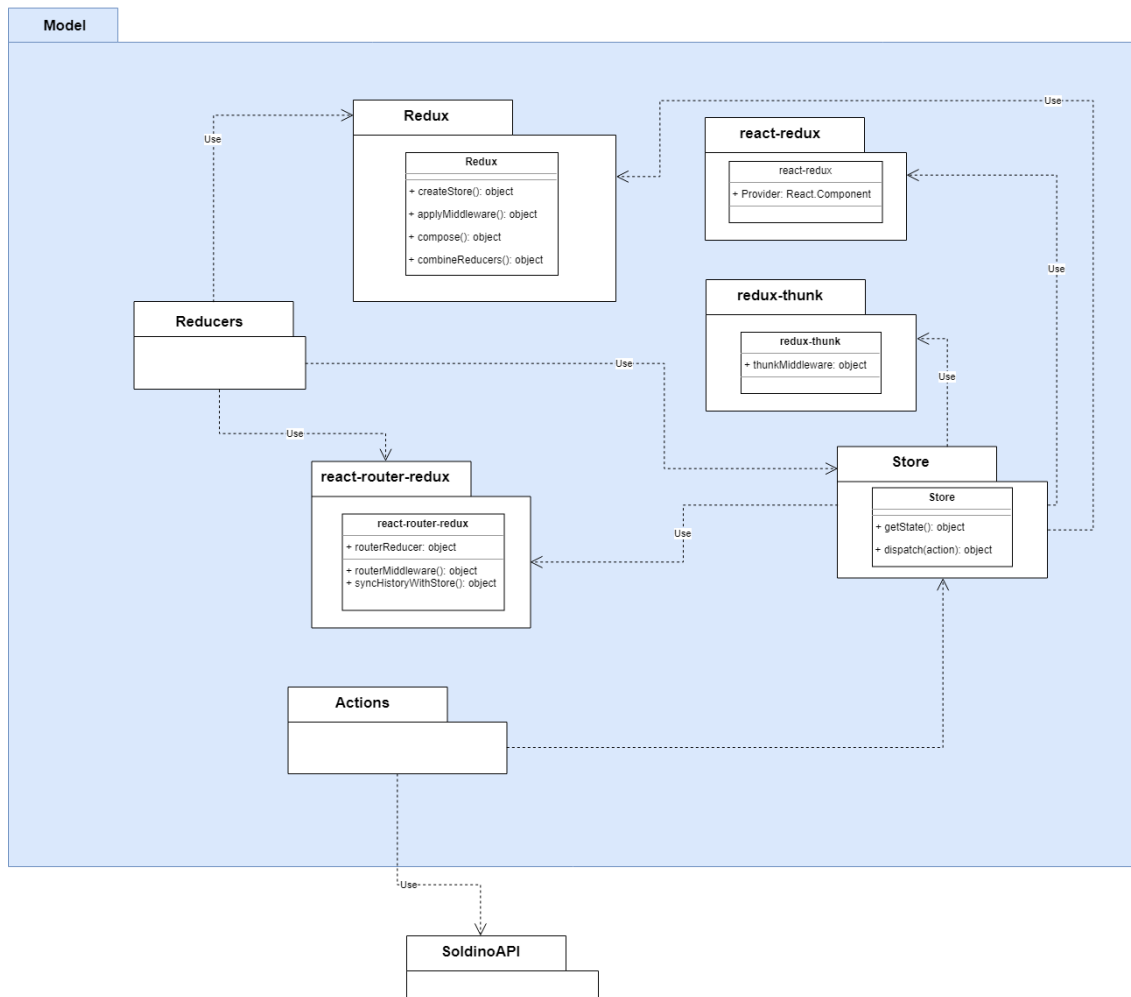 Model
Redux
Use
react-redux
Use
Redux
react-redux
+ createStore(): object
+ Provider: React.Component
+ applyMiddleware(): object
+ compose(): object
+ combineReducers(): object
Use
redux-thunk
Reducers
redux-thunk
+ thunkMiddleware: object
Use
Use
Use
Store
react-router-redux
Store
react-router-redux
+ getState(): object
+ routerReducer: object
+ dispatch(action): object
Use
+ routerMiddleware(): object
+ syncHistoryWithStore(): object
Actions
Use
SoldinoAPI